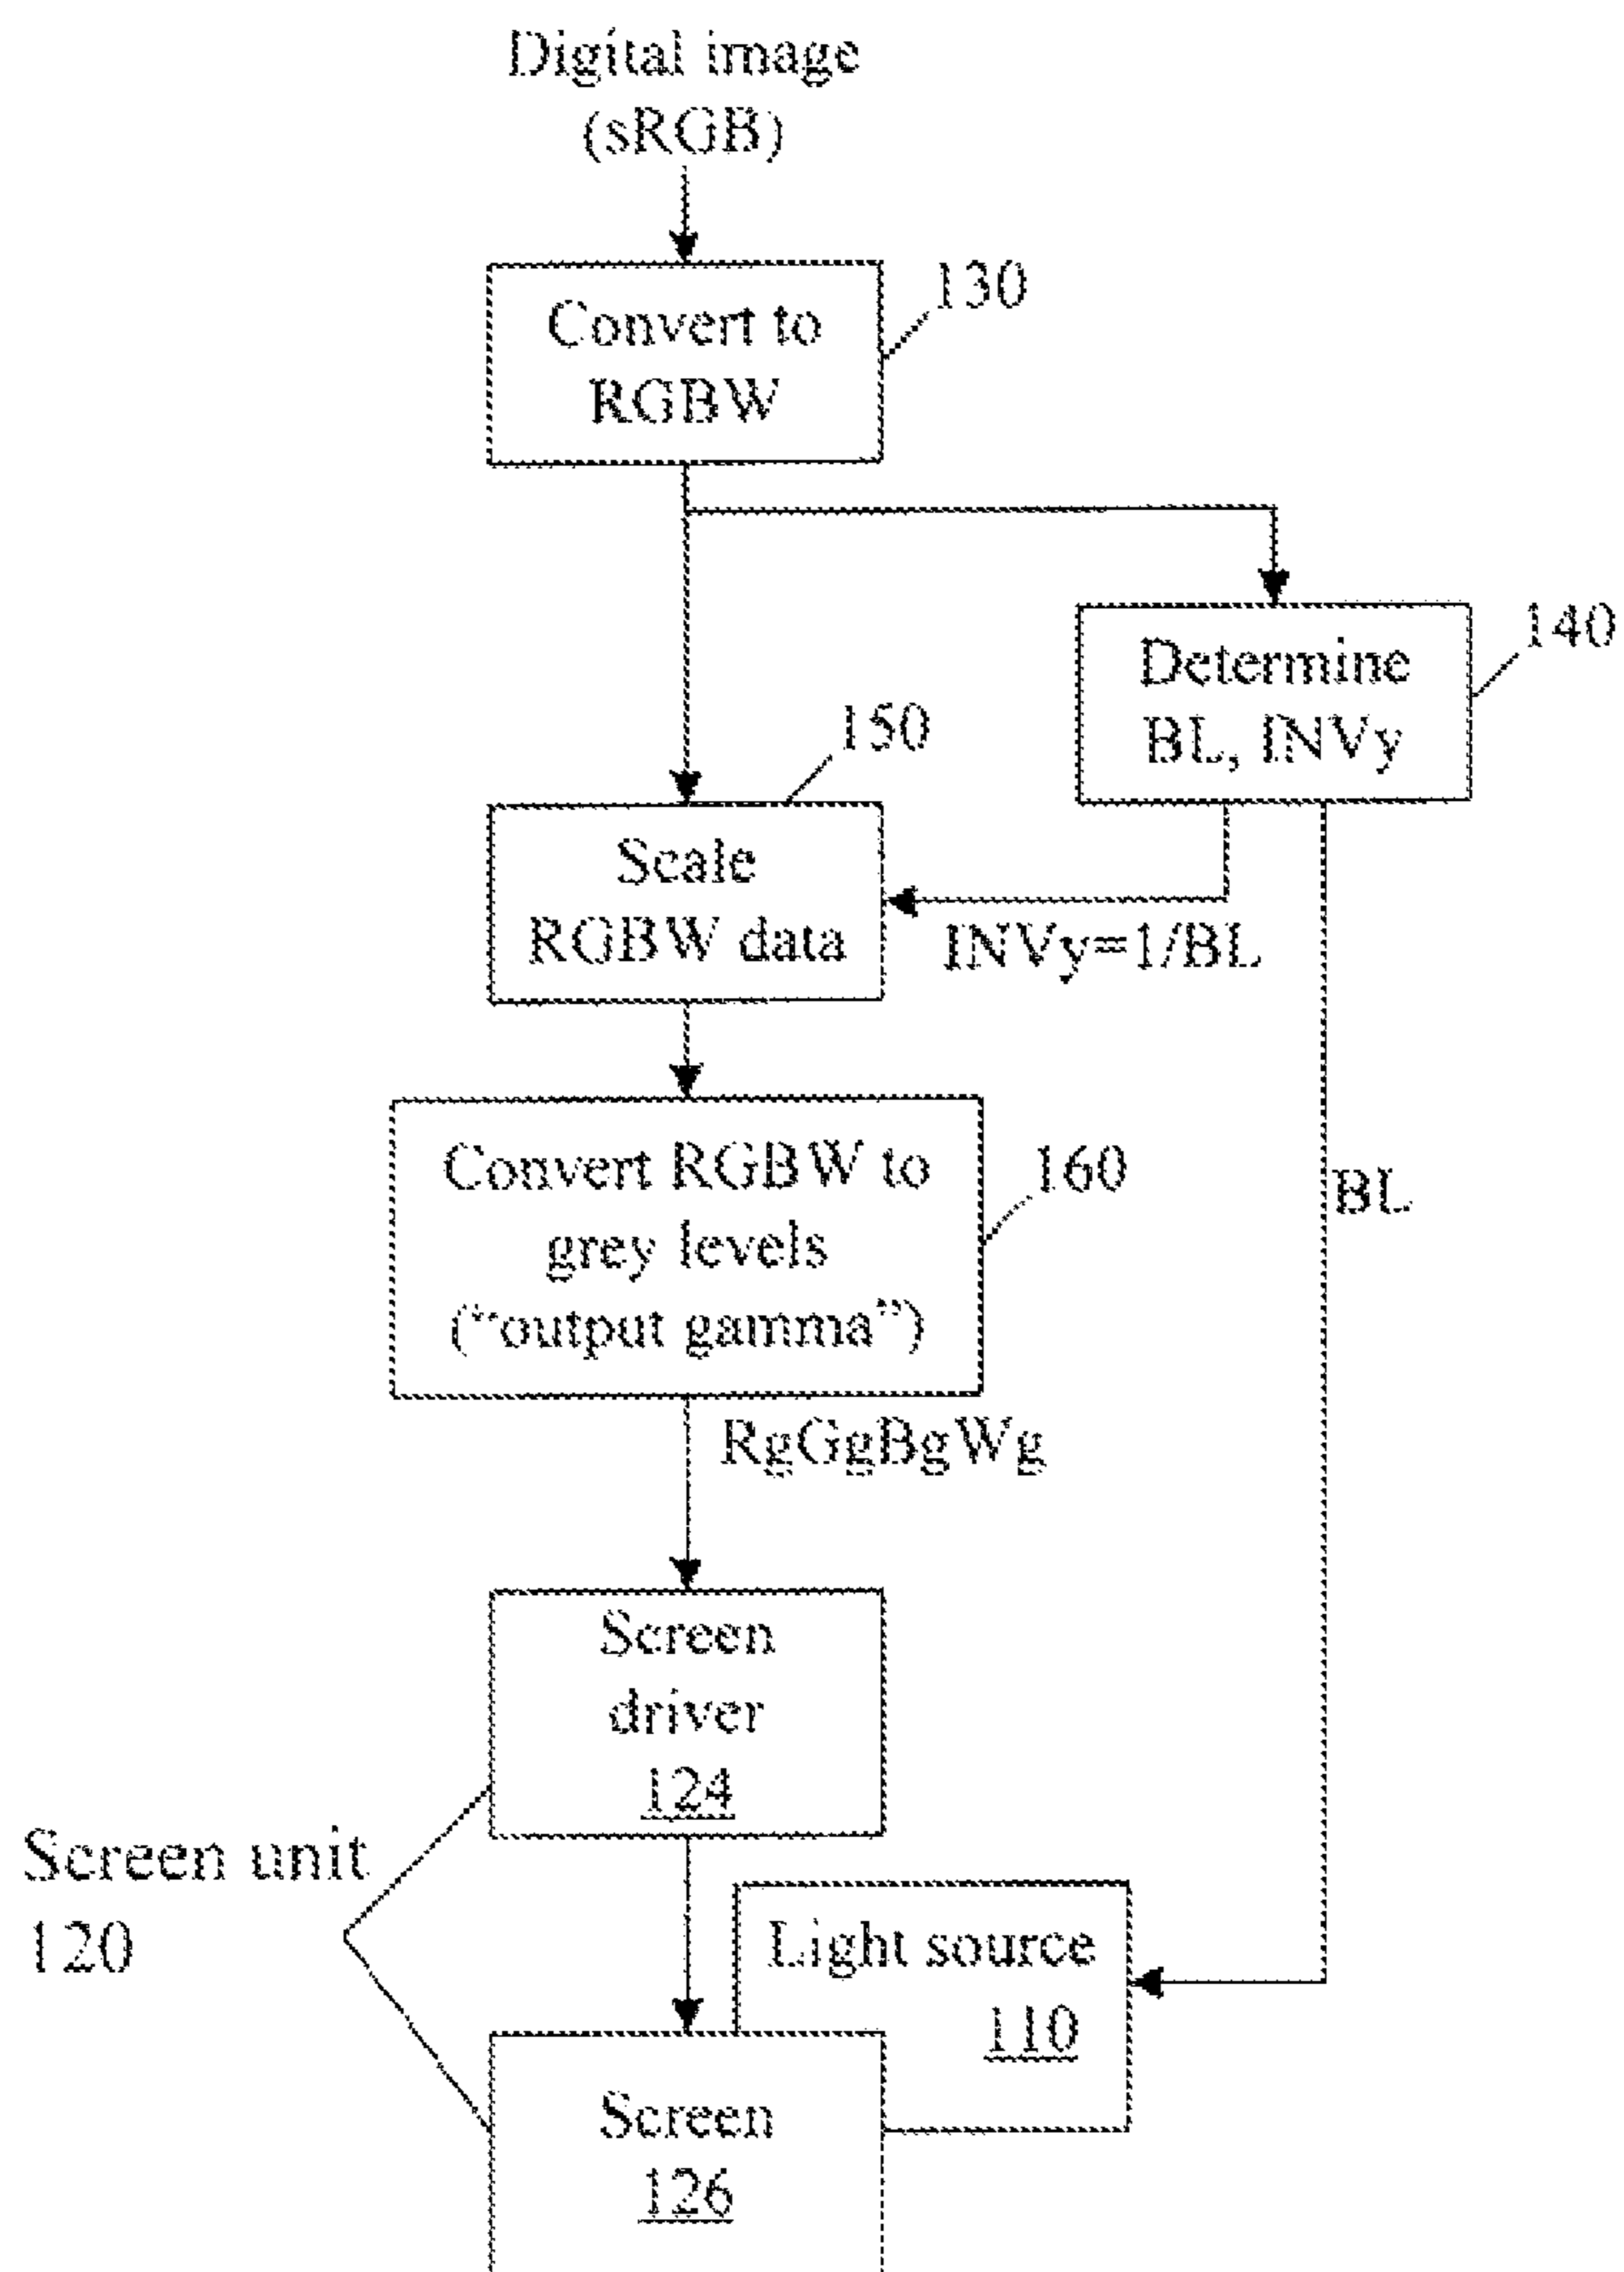 Digital image
(sRGB)
130
Convert to
RGBW
140
Determine
BL, INVy
150
Scale
RGBW data
INVy=1/BL
Convert RGBW to
grey levels
("output gamma")
160
BL
RgGgBgWg
Screen
driver
124
Screen unit
120
Light source
110
Screen
126